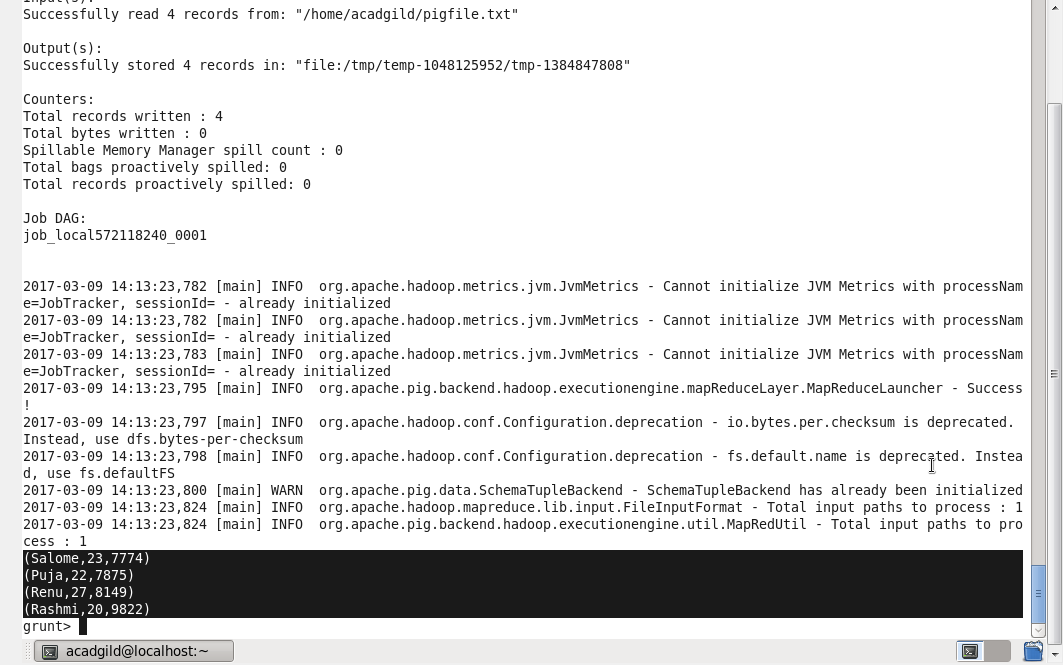 Input(s):
Successfully read 4 records from: "/home/acadgild/pigfile.txt"
Output(s):
Successfully stored 4 records in: "file:/tmp/temp-1048125952/tmp-1384847808"
Counters:
Total records written : 4
Total bytes written : 0
Spillable Memory Manager spill count : 0
Total bags proactively spilled: 0
Total records proactively spilled: 0
Job DAG:
job_local572118240_0001
2017-03-09 14:13:23,782 [main] INFO  org.apache.hadoop.metrics.jvm.JvmMetrics - Cannot initialize JVM Metrics with processNam
e=JobTracker, sessionId= - already initialized
2017-03-09 14:13:23,782 [main] INFO  org.apache.hadoop.metrics.jvm.JvmMetrics - Cannot initialize JVM Metrics with processNam
e=JobTracker, sessionId= - already initialized
2017-03-09 14:13:23,783 [main] INFO  org.apache.hadoop.metrics.jvm.JvmMetrics - Cannot initialize JVM Metrics with processNam
e=JobTracker, sessionId= - already initialized
2017-03-09 14:13:23,795 [main] INFO  org.apache.pig.backend.hadoop.executionengine.mapReduceLayer.MapReduceLauncher - Success
!
2017-03-09 14:13:23,797 [main] INFO  org.apache.hadoop.conf.Configuration.deprecation - io.bytes.per.checksum is deprecated.
Instead, use dfs.bytes-per-checksum
2017-03-09 14:13:23,798 [main] INFO  org.apache.hadoop.conf.Configuration.deprecation - fs.default.name is deprecated. Instea
d, use fs.defaultFS
2017-03-09 14:13:23,800 [main] WARN  org.apache.pig.data.SchemaTupleBackend - SchemaTupleBackend has already been initialized
2017-03-09 14:13:23,824 [main] INFO  org.apache.hadoop.mapreduce.lib.input.FileInputFormat - Total input paths to process : 1
2017-03-09 14:13:23,824 [main] INFO  org.apache.pig.backend.hadoop.executionengine.util.MapRedUtil - Total input paths to pro
cess : 1
(Salome,23,7774)
(Puja,22,7875)
(Renu,27,8149)
(Rashmi,20,9822)
grunt>
acadgild@localhost:~